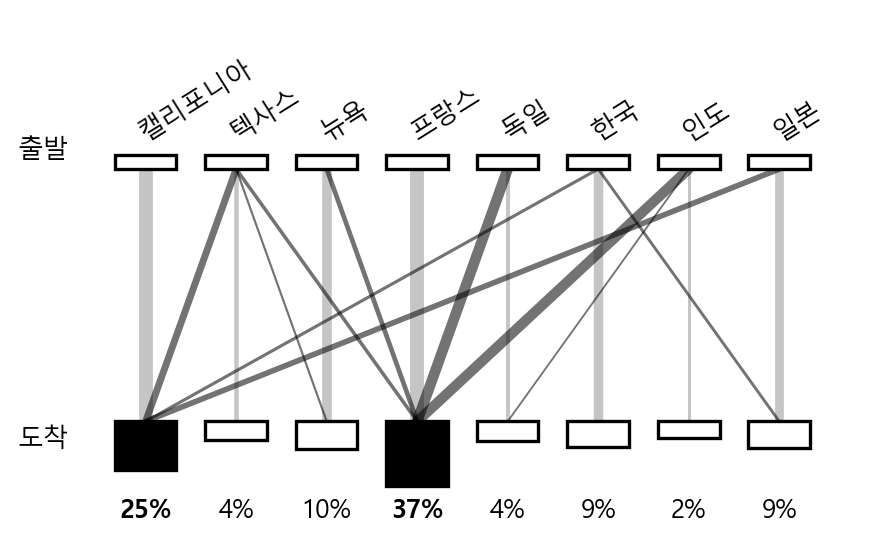 캘리포니아 텍사스 뉴욕 프랑스 독일 한국 인도 일본
출발
도착
25% 4% 10% 37% 4% 9% 2% 9%